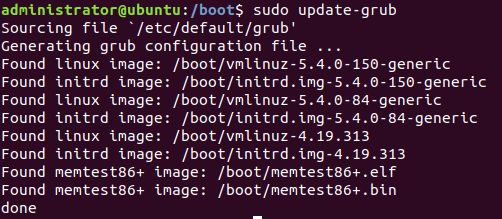 administrator@ubuntu:/boot$ sudo update-grub
Sourcing file `/etc/default/grub'
Generating grub configuration file ...
Found linux image: /boot/vmlinuz-5.4.0-150-generic
Found initrd image: /boot/initrd.img-5.4.0-150-generic
Found linux image: /boot/vmlinuz-5.4.0-84-generic
Found initrd image: /boot/initrd.img-5.4.0-84-generic
Found linux image: /boot/vmlinuz-4.19.313
Found initrd image: /boot/initrd.img-4.19.313
Found memtest86+ image: /boot/memtest86+.elf
Found memtest86+ image: /boot/memtest86+.bin
done